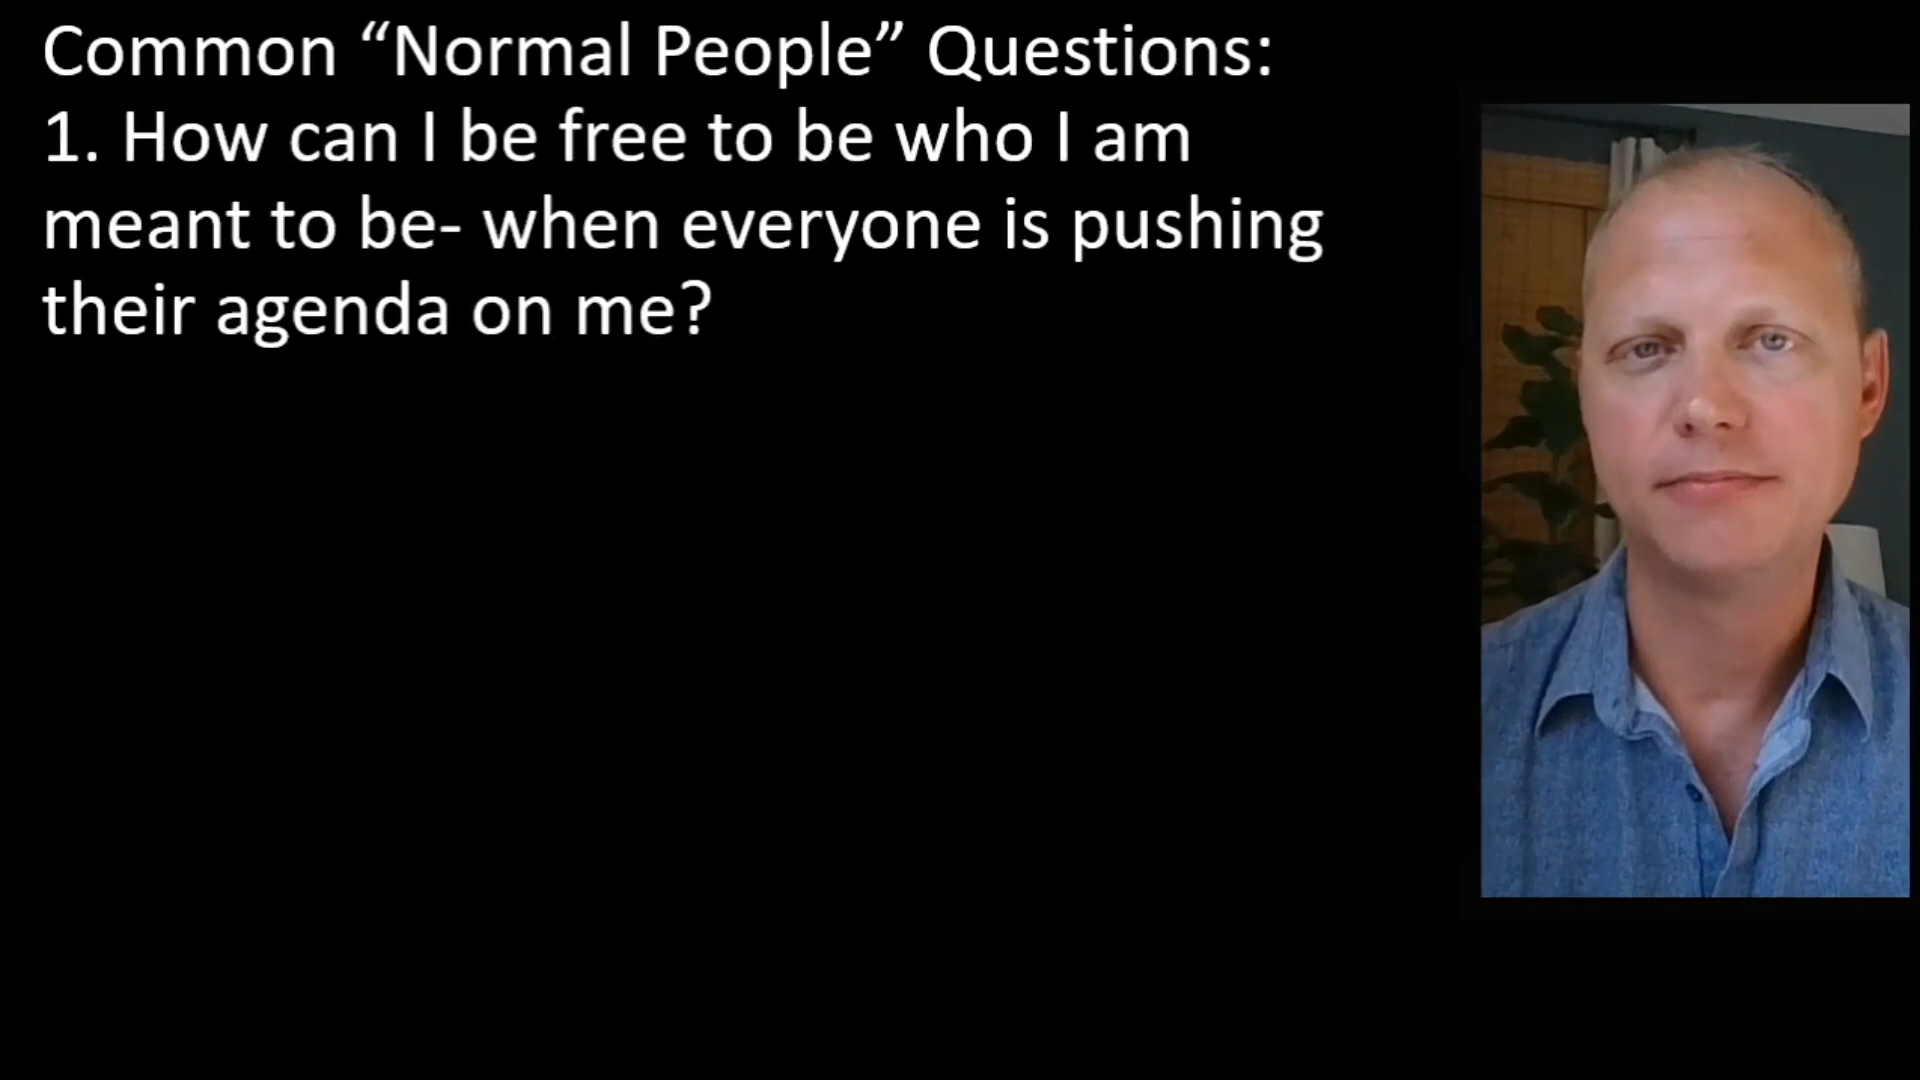 Common “Normal People” Questions:
1. How can I be free to be who I am
meant to be- when everyone is pushing
their agenda on me?